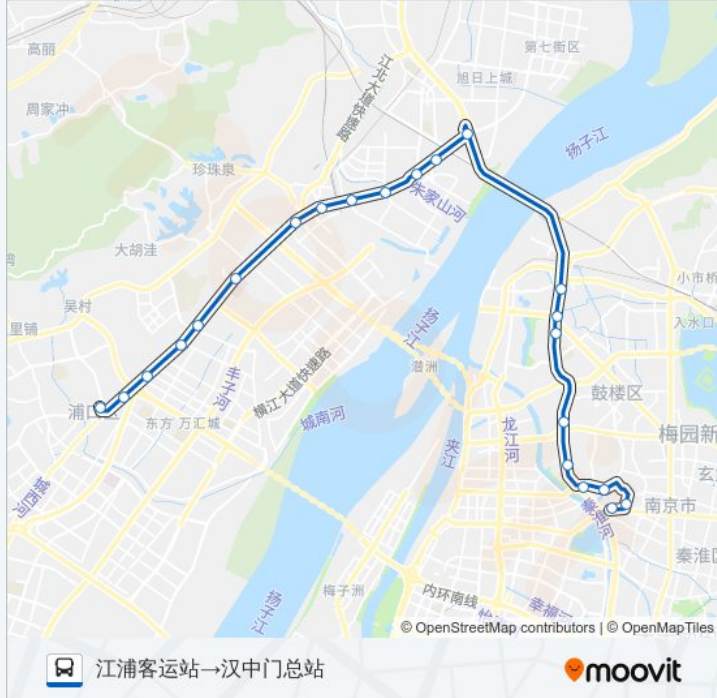 高丽
第七街区
江北大道快速路
旭日上城
周家冲
扬子江
珍珠泉
朱家山河
大胡洼
湾
小市桥
吴村
里铺
扬子江
入水口
横江大道快速路
潜洲
丰子河
鼓楼区
浦口区
东方 万汇城
城南河
龙江河
梅园新
夹江
玄
城西河
秦淮河
南京市
秦淮区
梅子洲
内环南线
扬子江
幸福河
© OpenStreetMap contributors | © OpenMapTiles
江浦客运站→汉中门总站
moovit